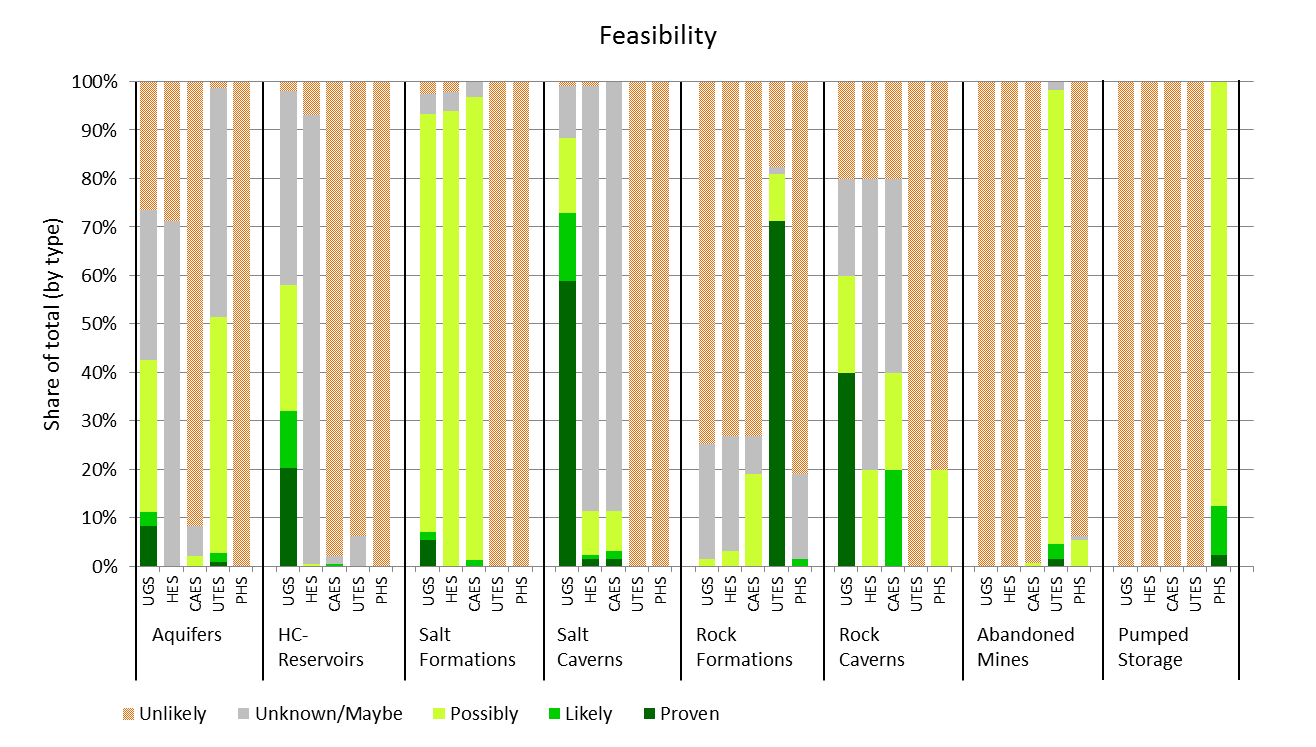 Feasibility
Share of total (by type)
100%
90%
80%
70%
60%
50%
40%
30%
20%
10%
0%
UGS HES CAES UTES PHS UGS HES CAES UTES PHS UGS HES CAES UTES PHS UGS HES CAES UTES PHS UGS HES CAES UTES PHS UGS HES CAES UTES PHS UGS HES CAES UTES PHS UGS HES CAES UTES PHS
Aquifers
HC-
Reservoirs
Salt
Formations
Salt
Caverns
Rock
Formations
Rock
Caverns
Abandoned
Mines
Pumped
Storage
Unlikely Unknown/Maybe Possibly Likely Proven